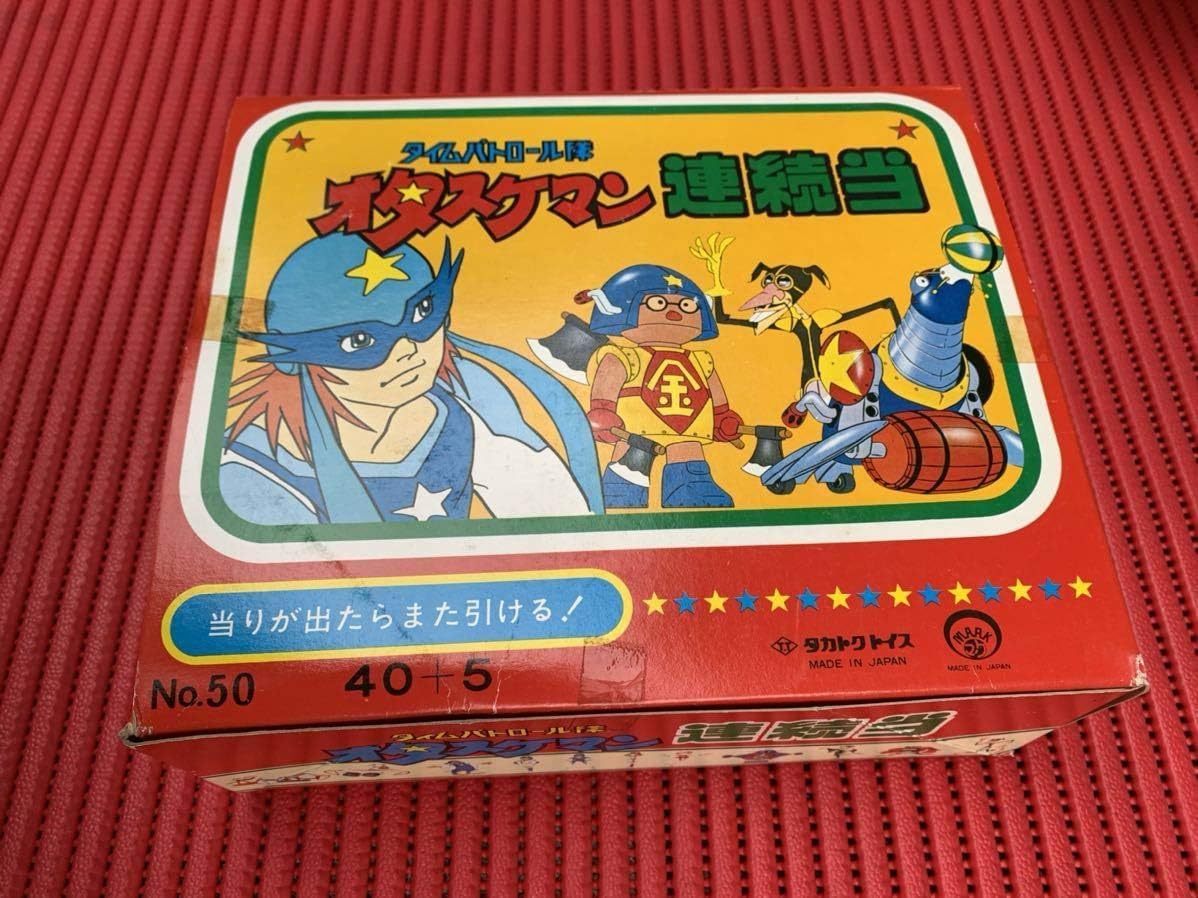 タイムパトロール隊
オタスケマン 連続当
金
当りが出たらまた引ける!
No.50 40+5
TT タカトクトイス
MADE IN JAPAN
MARK
MADE IN JAPAN
タイムパトロール隊
オタスケマン 連続当